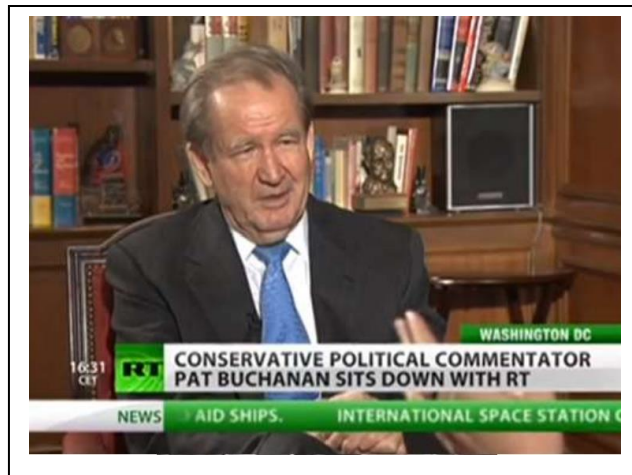 WASHINGTON DC
16:31
CET
RT
CONSERVATIVE POLITICAL COMMENTATOR
PAT BUCHANAN SITS DOWN WITH RT
NEWS
AID SHIPS. INTERNATIONAL SPACE STATION